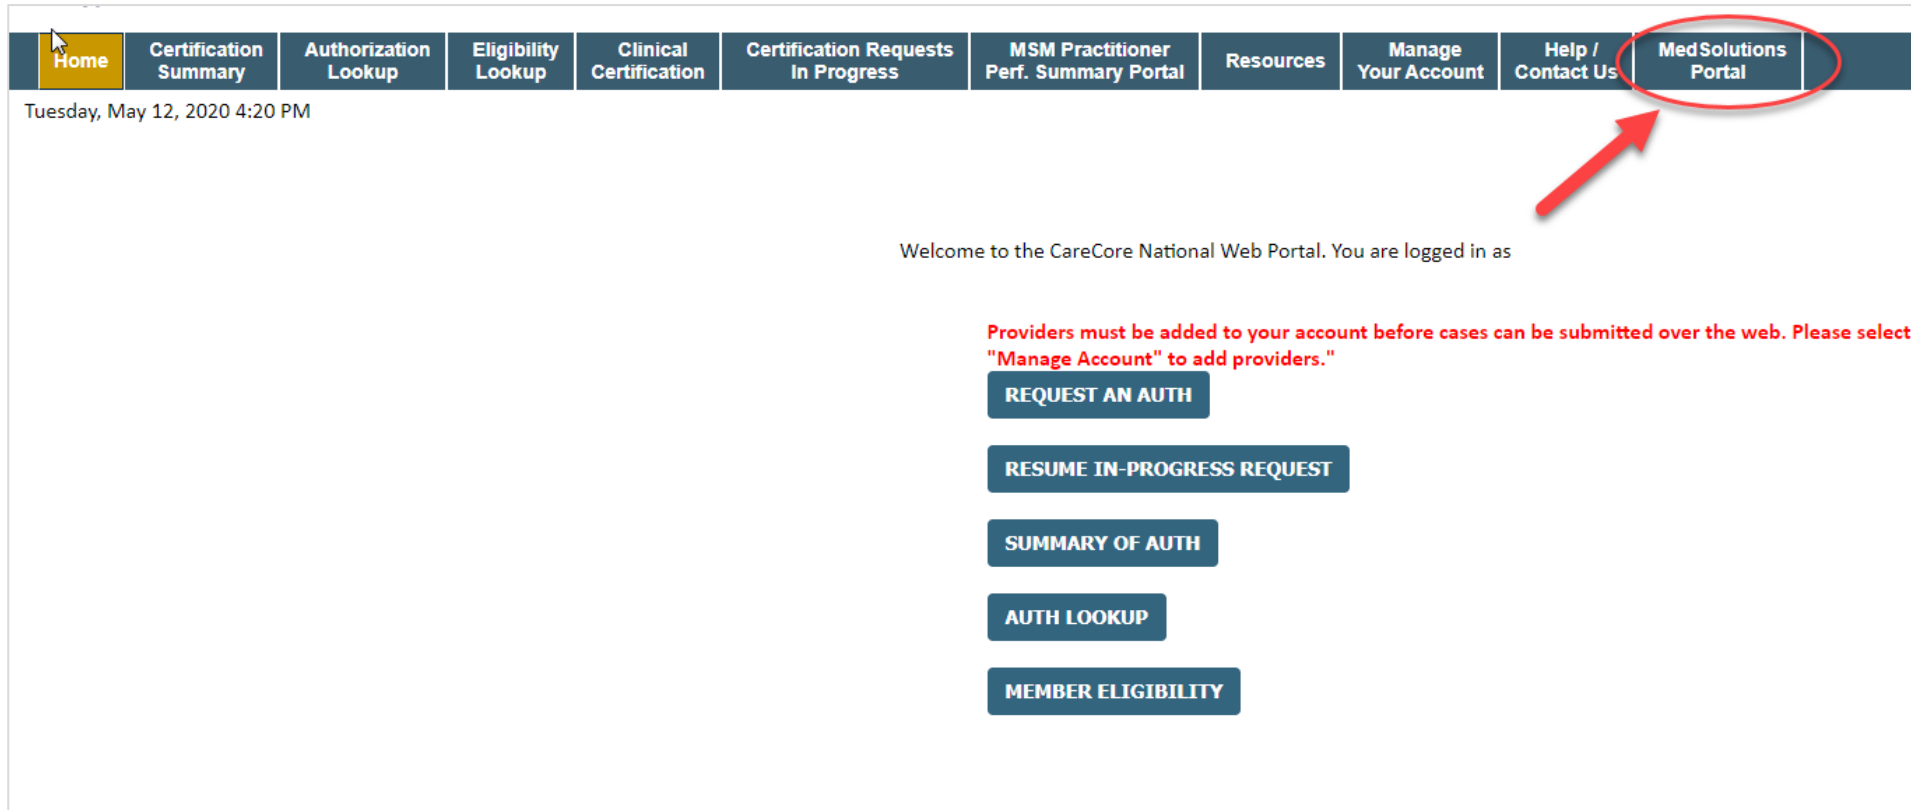 Home
Certification
Summary
Authorization
Lookup
Eligibility
Lookup
Clinical
Certification
Certification Requests
In Progress
MSM Practitioner
Perf. Summary Portal
Resources
Manage
Your Account
Help /
Contact Us
MedSolutions
Portal
Tuesday, May 12, 2020 4:20 PM
Welcome to the CareCore National Web Portal. You are logged in as
Providers must be added to your account before cases can be submitted over the web. Please select
"Manage Account" to add providers."
REQUEST AN AUTH
RESUME IN-PROGRESS REQUEST
SUMMARY OF AUTH
AUTH LOOKUP
MEMBER ELIGIBILITY